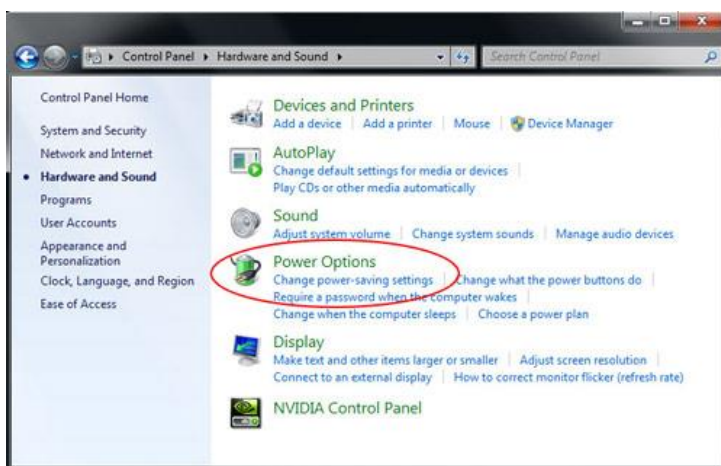 Control Panel Hardware and Sound Search Control Panel
Control Panel Home
System and Security
Network and Internet
Hardware and Sound
Programs
User Accounts
Appearance and
Personalization
Clock, Language, and Region
Ease of Access
Devices and Printers
Add a device Add a printer Mouse Device Manager
AutoPlay
Change default settings for media or devices
Play CDs or other media automatically
Sound
Adjust system volume Change system sounds Manage audio devices
Power Options
Change power-saving settings Change what the power buttons do
Require a password when the computer wakes
Change when the computer sleeps Choose a power plan
Display
Make text and other items larger or smaller Adjust screen resolution
Connect to an external display How to correct monitor flicker (refresh rate)
NVIDIA Control Panel